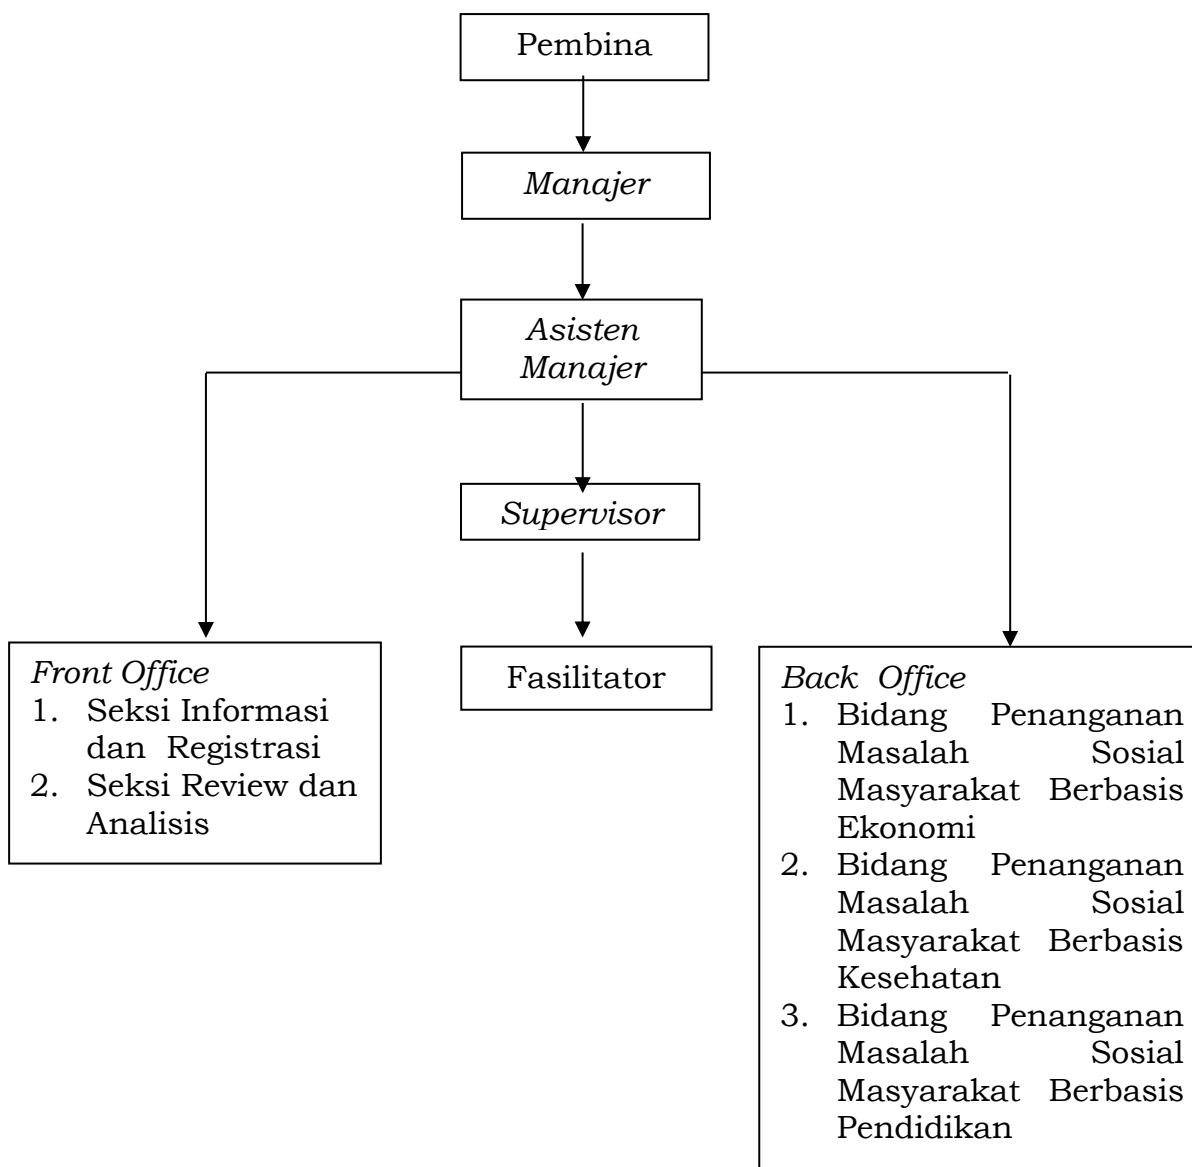 Pembina
Manajer
Asisten
Manajer
Supervisor
Fasilitator
Front Office
1. Seksi Informasi
dan Registrasi
2. Seksi Review dan
Analisis
Back Office
1. Bidang Penanganan
Masalah Sosial
Masyarakat Berbasis
Ekonomi
2. Bidang Penanganan
Masalah Sosial
Masyarakat Berbasis
Kesehatan
3. Bidang Penanganan
Masalah Sosial
Masyarakat Berbasis
Pendidikan